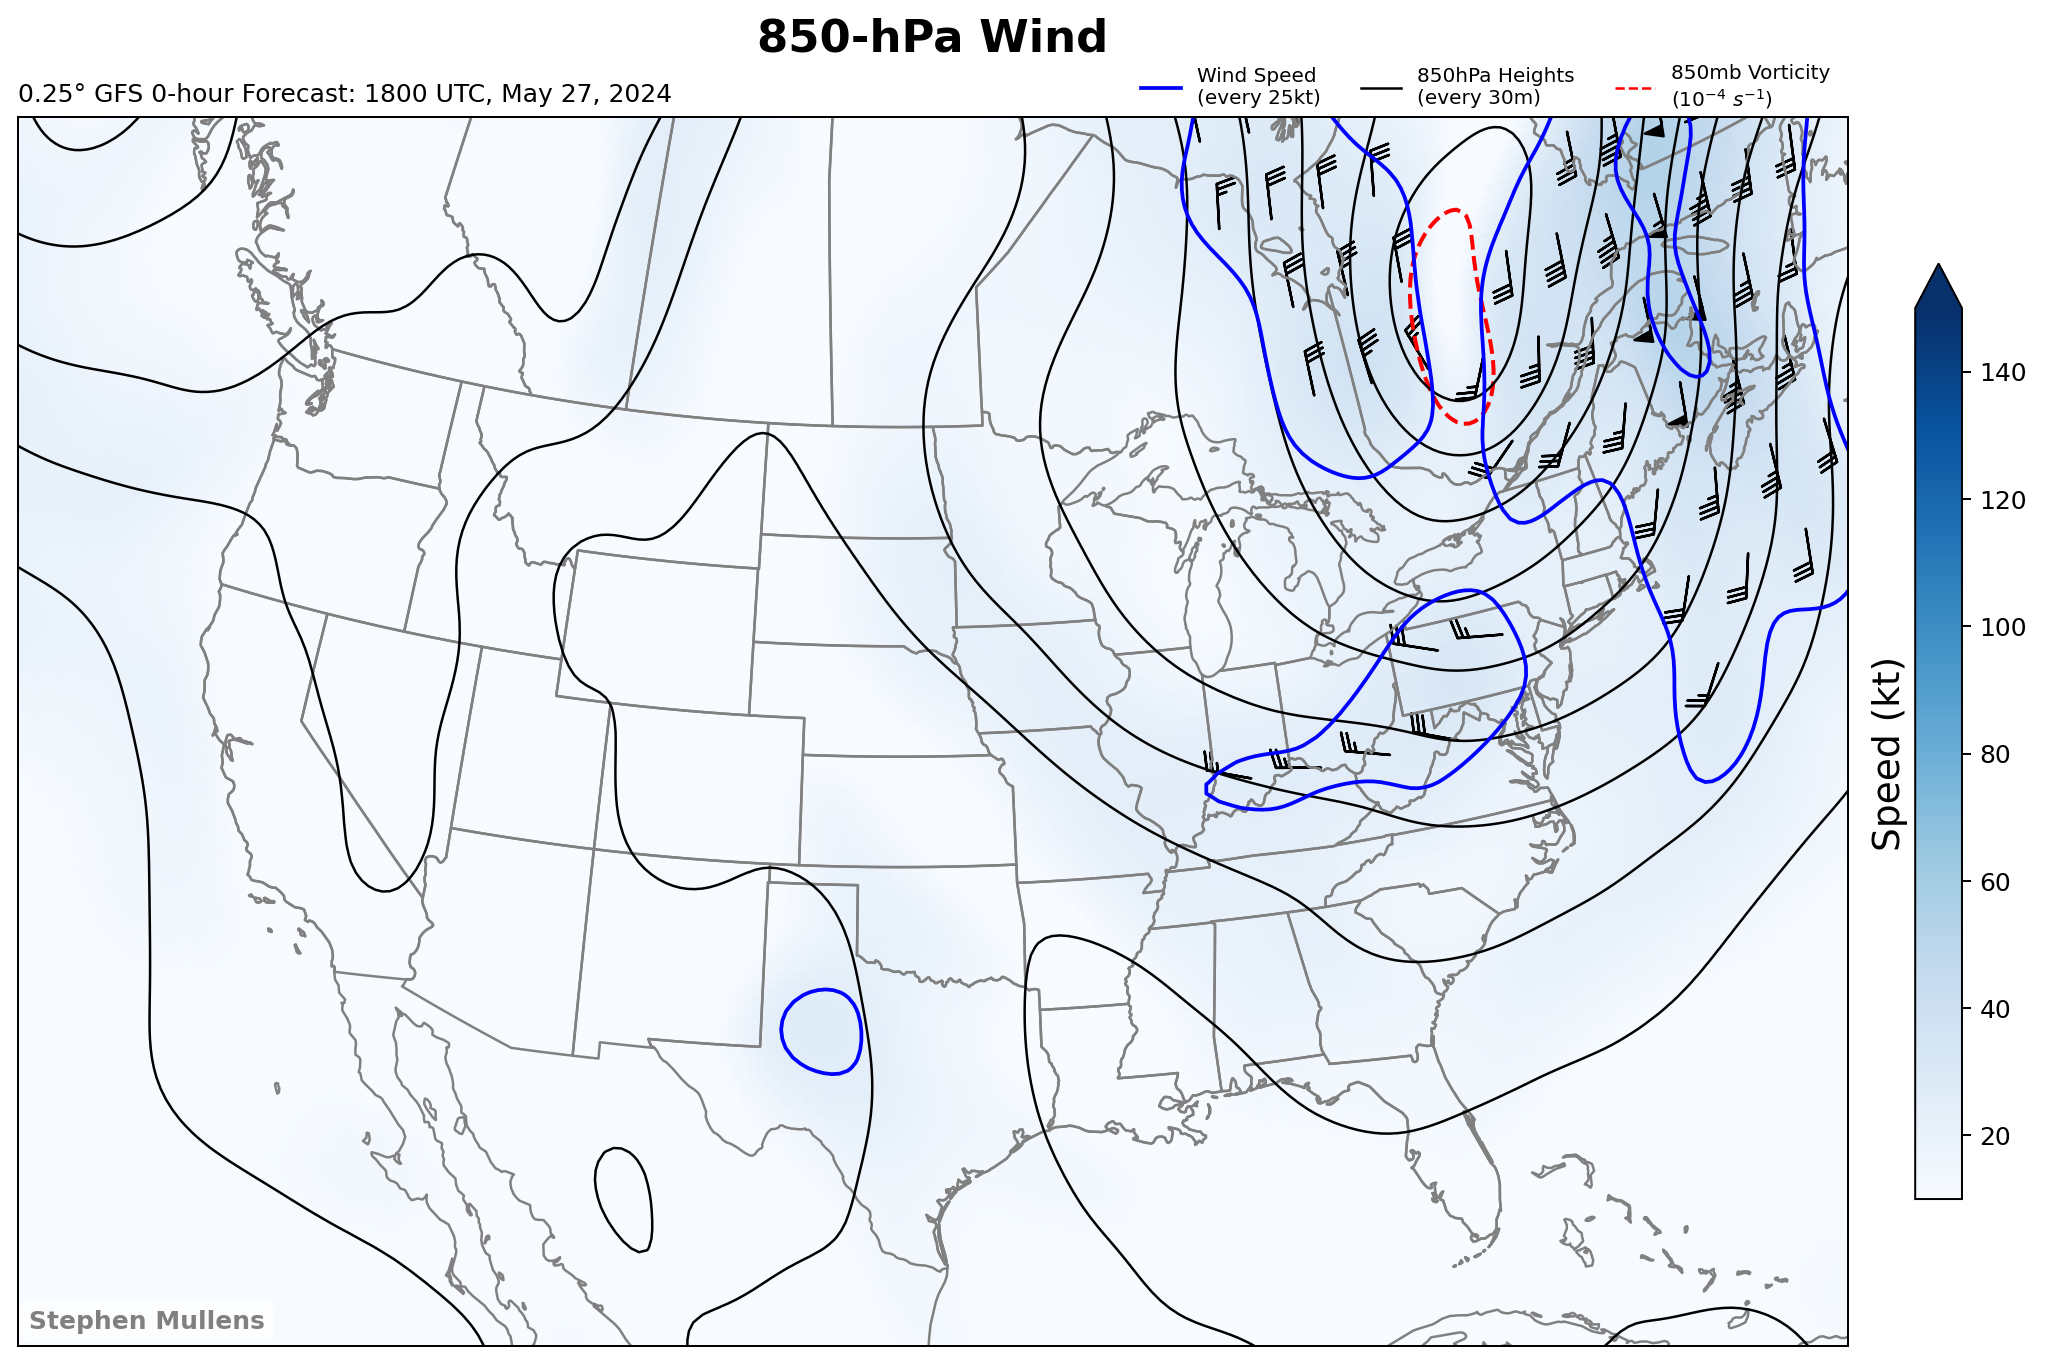 850-hPa Wind
0.25° GFS 0-hour Forecast: 1800 UTC, May 27, 2024
Wind Speed
(every 25kt)
850hPa Heights
(every 30m)
850mb Vorticity
(10⁻⁴ s⁻¹)
140
120
100
80
60
40
20
Speed (kt)
Stephen Mullens